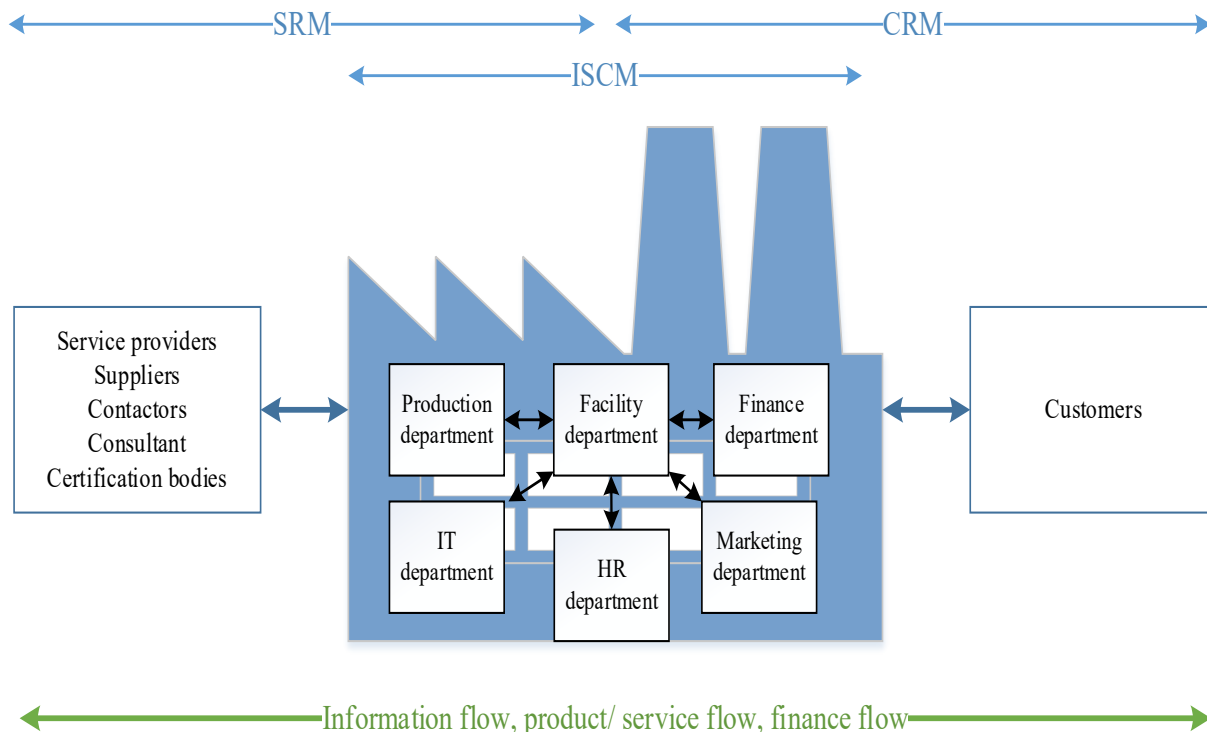 SRM
CRM
ISCM
Service providers
Suppliers
Contactors
Consultant
Certification bodies
Production
department
Facility
department
Finance
department
IT
department
HR
department
Marketing
department
Customers
Information flow, product/ service flow, finance flow